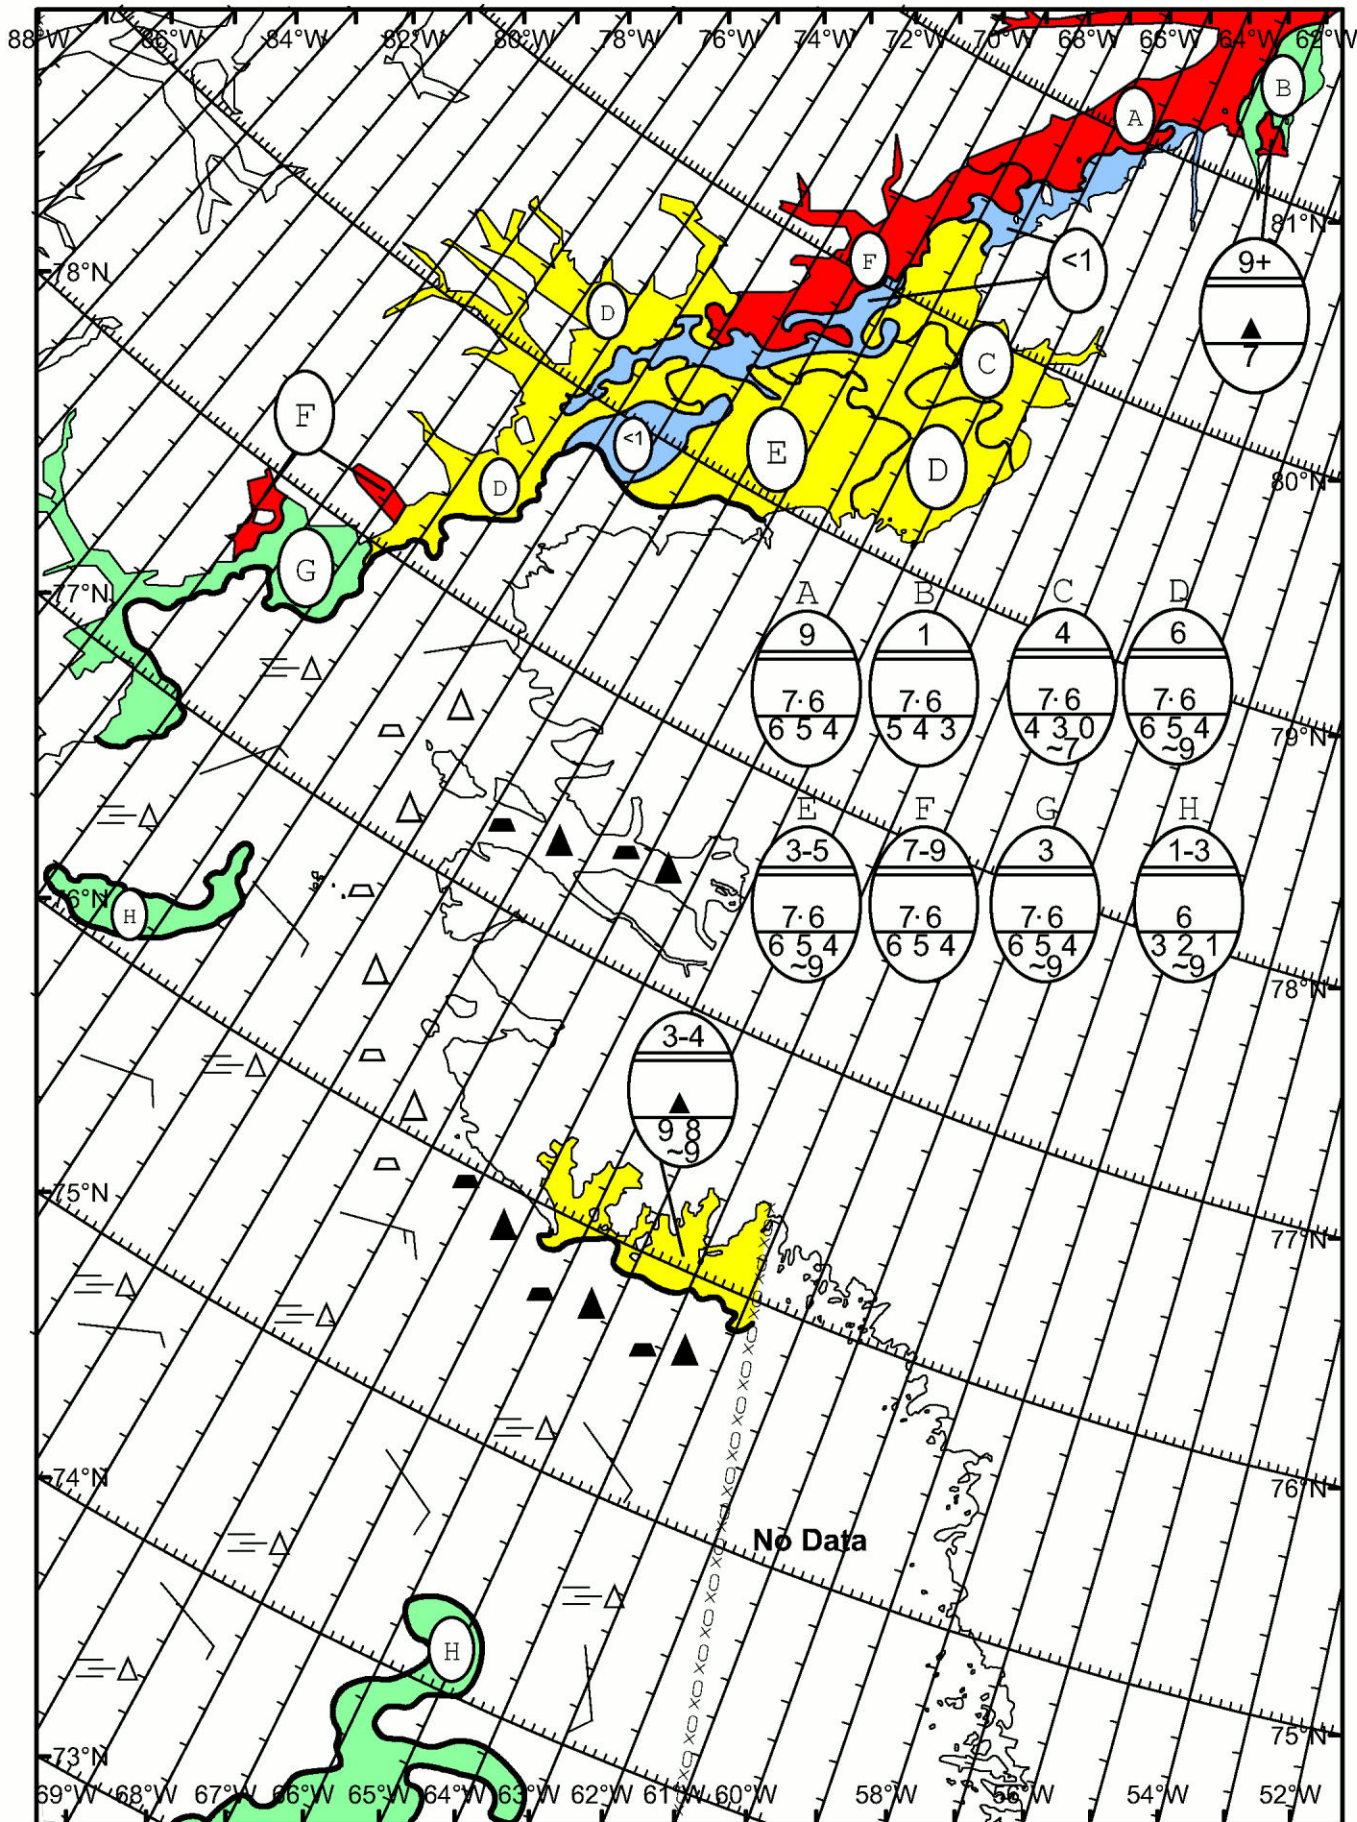 88°W 86°W 84°W 82°W 80°W 78°W 76°W 74°W 72°W 70°W 68°W 66°W 64°W 62°W
B
A
81°N
F
<1
9+
78°N
D
▲
7
C
F
<1
E
D
D
80°N
G
77°N
A B C D
9 1 4 6
7·6 7·6 7·6 7·6
6 5 4 5 4 3 4 3 0 6 5 4
~7 ~9
79°N
E F G H
3-5 7-9 3 1-3
7·6 7·6 7·6 6
6 5 4 6 5 4 6 5 4 3 2 1
~9 ~9 ~9
76°N
H
78°N
3-4
▲
9 8
~9
75°N
77°N
74°N
76°N
No Data
H
75°N
73°N
69°W 68°W 67°W 66°W 65°W 64°W 63°W 62°W 61°W 60°W 58°W 56°W 54°W 52°W